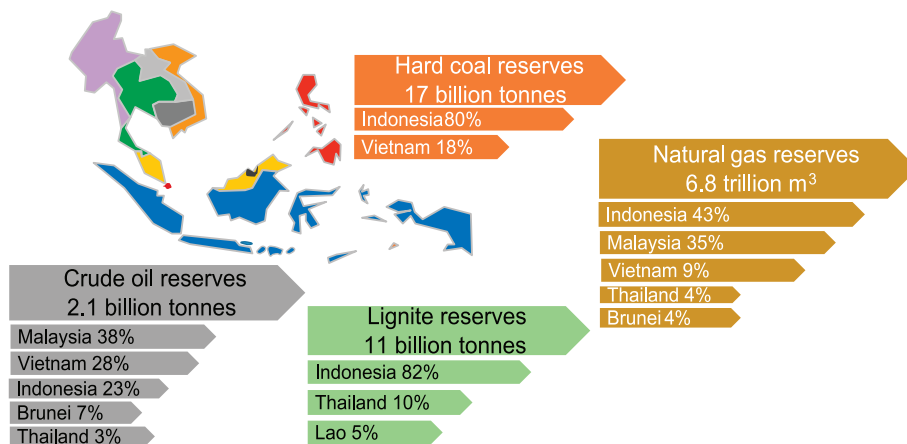 Hard coal reserves
17 billion tonnes
Indonesia 80%
Vietnam 18%
Natural gas reserves
6.8 trillion m³
Indonesia 43%
Malaysia 35%
Vietnam 9%
Thailand 4%
Brunei 4%
Crude oil reserves
2.1 billion tonnes
Malaysia 38%
Vietnam 28%
Indonesia 23%
Brunei 7%
Thailand 3%
Lignite reserves
11 billion tonnes
Indonesia 82%
Thailand 10%
Lao 5%